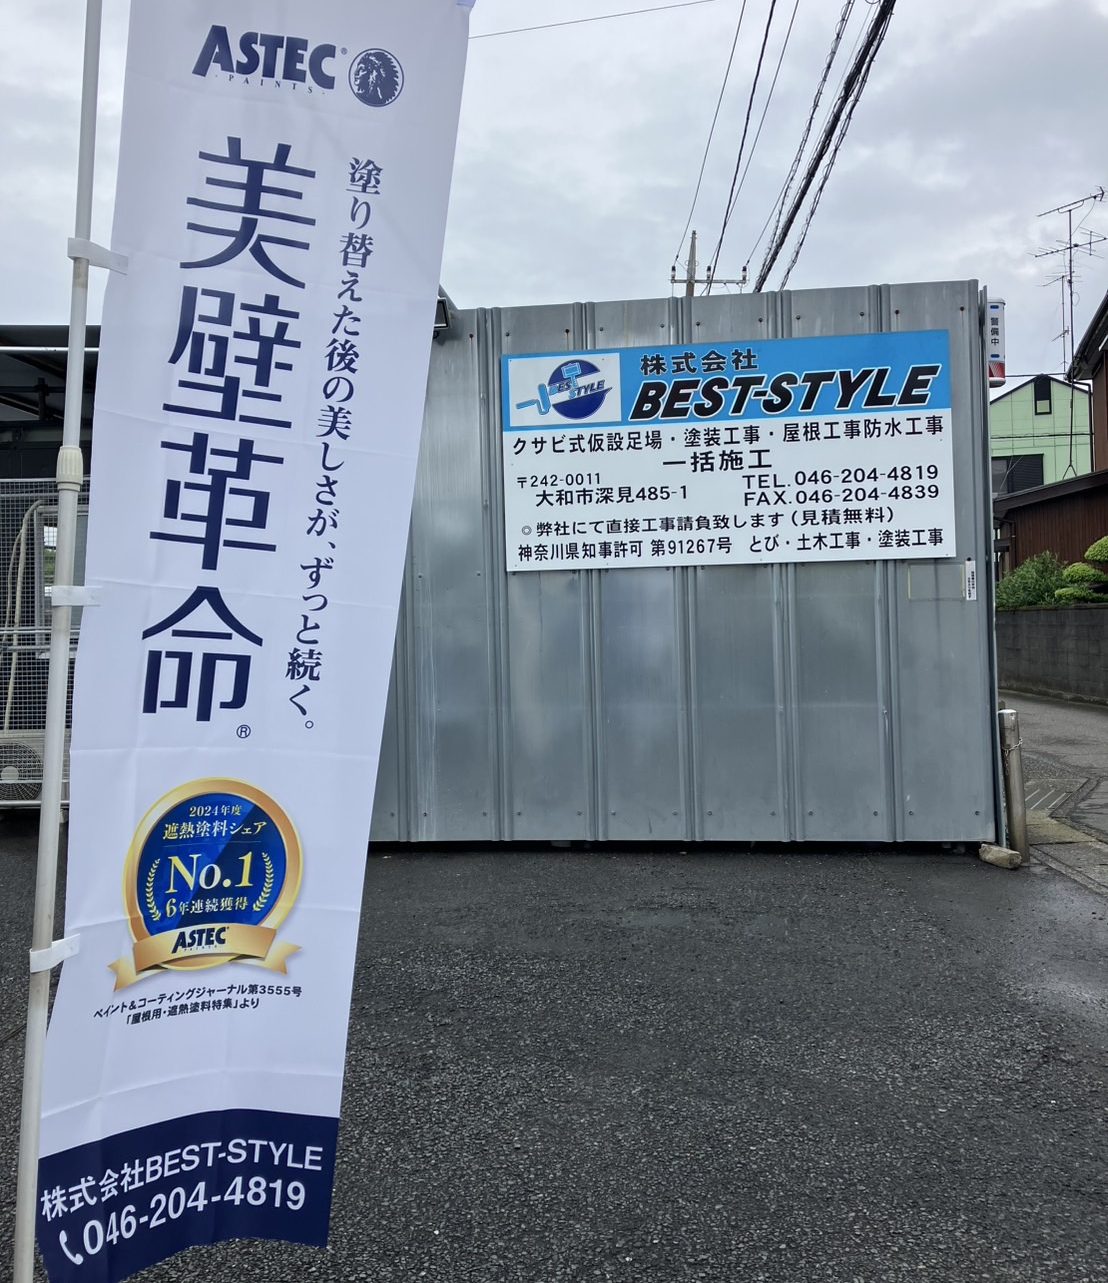 ASTEC®
PAINTS
塗り替えた後の美しさが、ずっと続く。
美壁革命®
2024年度
遮熱塗料シェア
No.1
6年連続獲得
ASTEC
ペイント&コーティングジャーナル第3555号
「屋根用・遮熱塗料特集」より
株式会社BEST-STYLE
046-204-4819
BEST
STYLE
株式会社
BEST-STYLE
クサビ式仮設足場・塗装工事・屋根工事防水工事
一括施工
〒242-0011
大和市深見485-1
TEL.046-204-4819
FAX.046-204-4839
◎弊社にて直接工事請負致します(見積無料)
神奈川県知事許可 第91267号 とび・土木工事・塗装工事
警備中